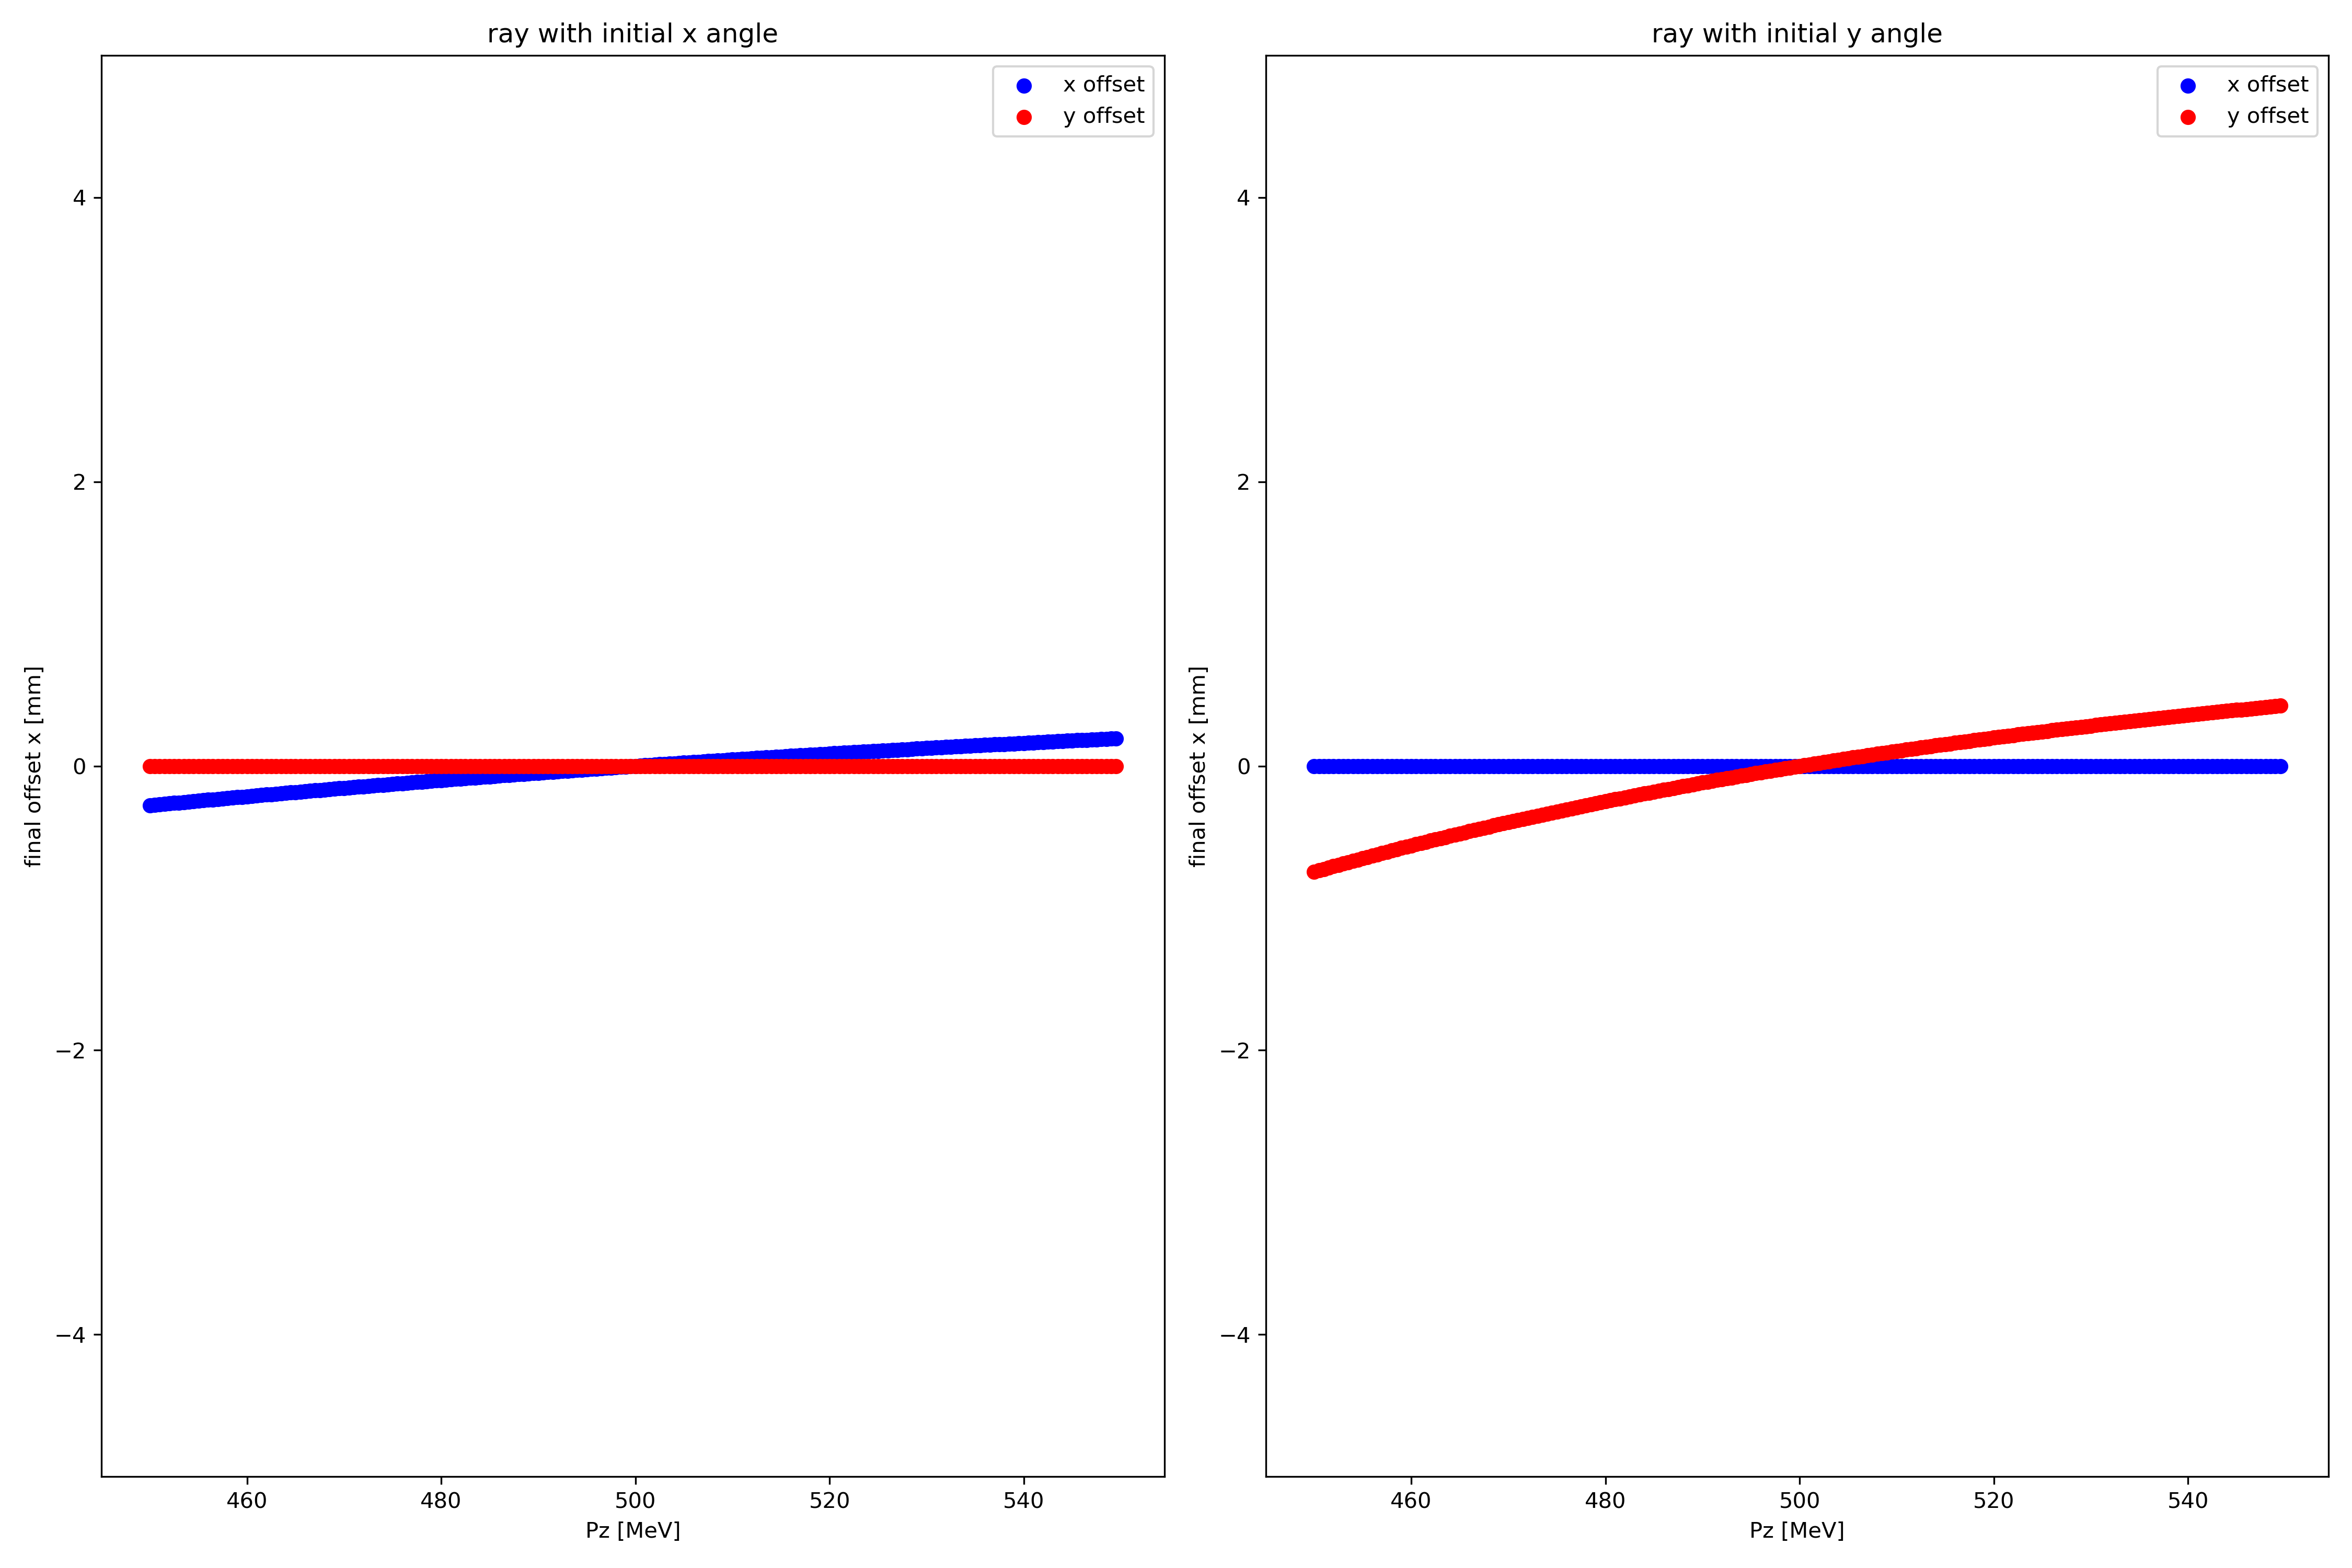 ray with initial x angle
x offset
y offset
4
2
0
−2
−4
final offset x [mm]
460
480
500
520
540
Pz [MeV]
ray with initial y angle
x offset
y offset
4
2
0
−2
−4
final offset x [mm]
460
480
500
520
540
Pz [MeV]